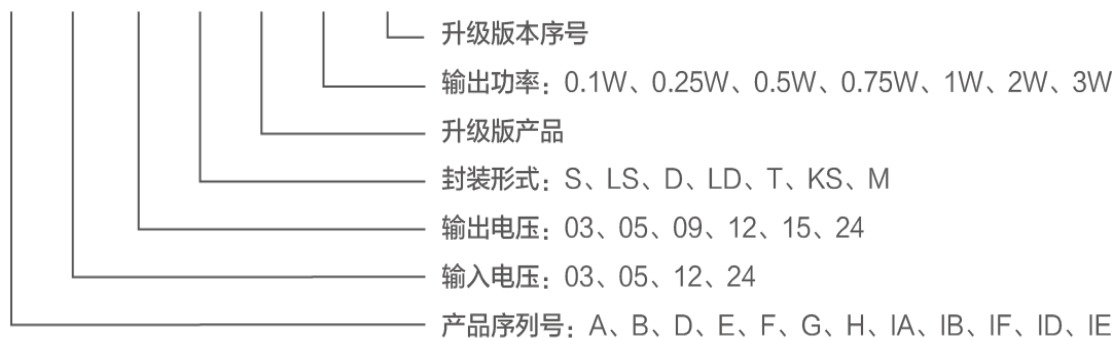 升级版本序号
输出功率：0.1W、0.25W、0.5W、0.75W、1W、2W、3W
升级版产品
封装形式：S、LS、D、LD、T、KS、M
输出电压：03、05、09、12、15、24
输入电压：03、05、12、24
产品序列号：A、B、D、E、F、G、H、IA、IB、IF、ID、IE